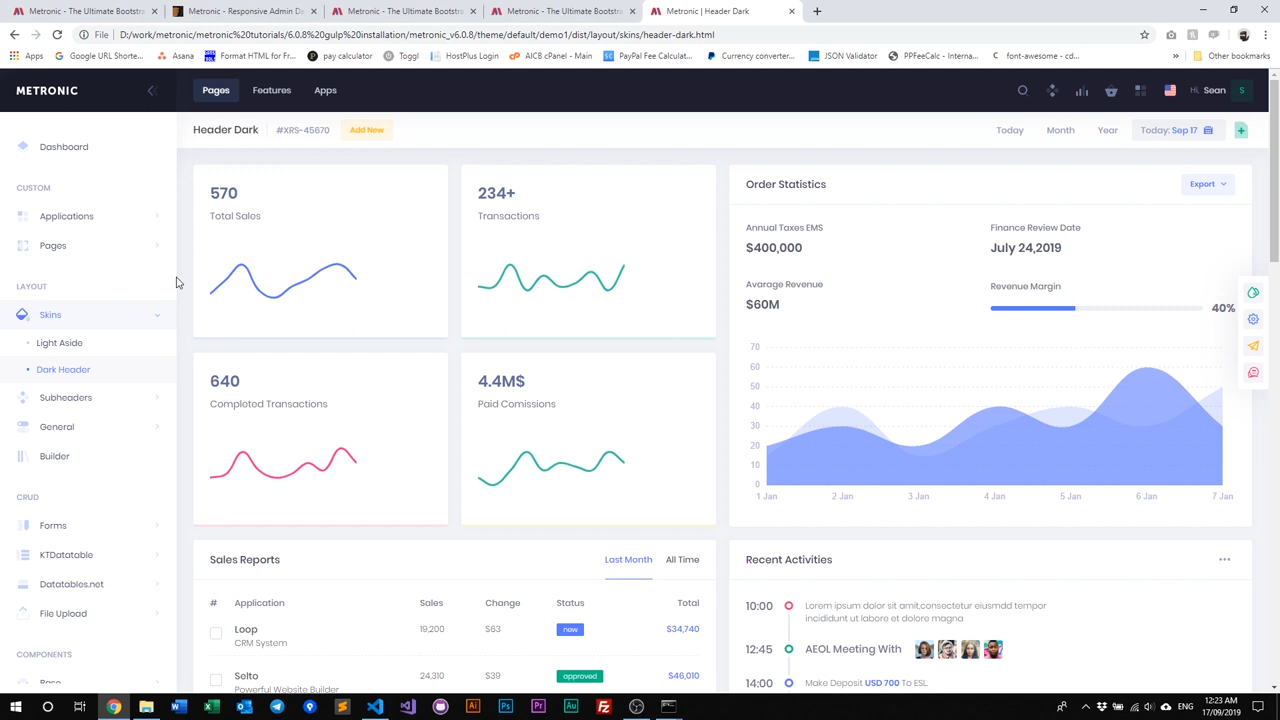 Metronic - The Ultimate Bootstra
Metronic - Responsive Admin Da
Metronic - The Ultimate Bootstra
Metronic - The Ultimate Bootstr
Metronic | Header Dark
File | D:/work/metronic/metronic%20tutorials/6.0.8%20gulp%20installation/metronic_v6.0.8/theme/default/demo1/dist/layout/skins/header-dark.html
Apps
Google URL Shorte...
Asana
Format HTML for Fr...
pay calculator
Toggl
HostPlus Login
AICB cPanel - Main
PayPal Fee Calculat...
Currency converter...
JSON Validator
PPFeeCalc - Interna...
font-awesome - cd...
»
Other bookmarks
METRONIC
Pages
Features
Apps
Hi, Sean
S
Header Dark
#XRS-45670
Add New
Today
Month
Year
Today: Sep 17
Dashboard
CUSTOM
Applications
Pages
LAYOUT
Skins
Light Aside
Dark Header
Subheaders
General
Builder
CRUD
Forms
KTDatatable
Datatables.net
File Upload
COMPONENTS
Base
570
Total Sales
234+
Transactions
640
Completed Transactions
4.4M$
Paid Comissions
Order Statistics
Export
Annual Taxes EMS
$400,000
Finance Review Date
July 24,2019
Avarage Revenue
$60M
Revenue Margin
40%
70
60
50
40
30
20
10
0
1 Jan
2 Jan
3 Jan
4 Jan
5 Jan
6 Jan
7 Jan
Sales Reports
Last Month
All Time
#
Application
Sales
Change
Status
Total
Loop
CRM System
19,200
$63
new
$34,740
Selto
Powerful Website Builder
24,310
$39
approved
$46,010
Recent Activities
10:00
Lorem ipsum dolor sit amit,consectetur eiusmdd tempor
incididunt ut labore et dolore magna
12:45
AEOL Meeting With
14:00
Make Deposit USD 700 To ESL
ENG
12:23 AM
17/09/2019